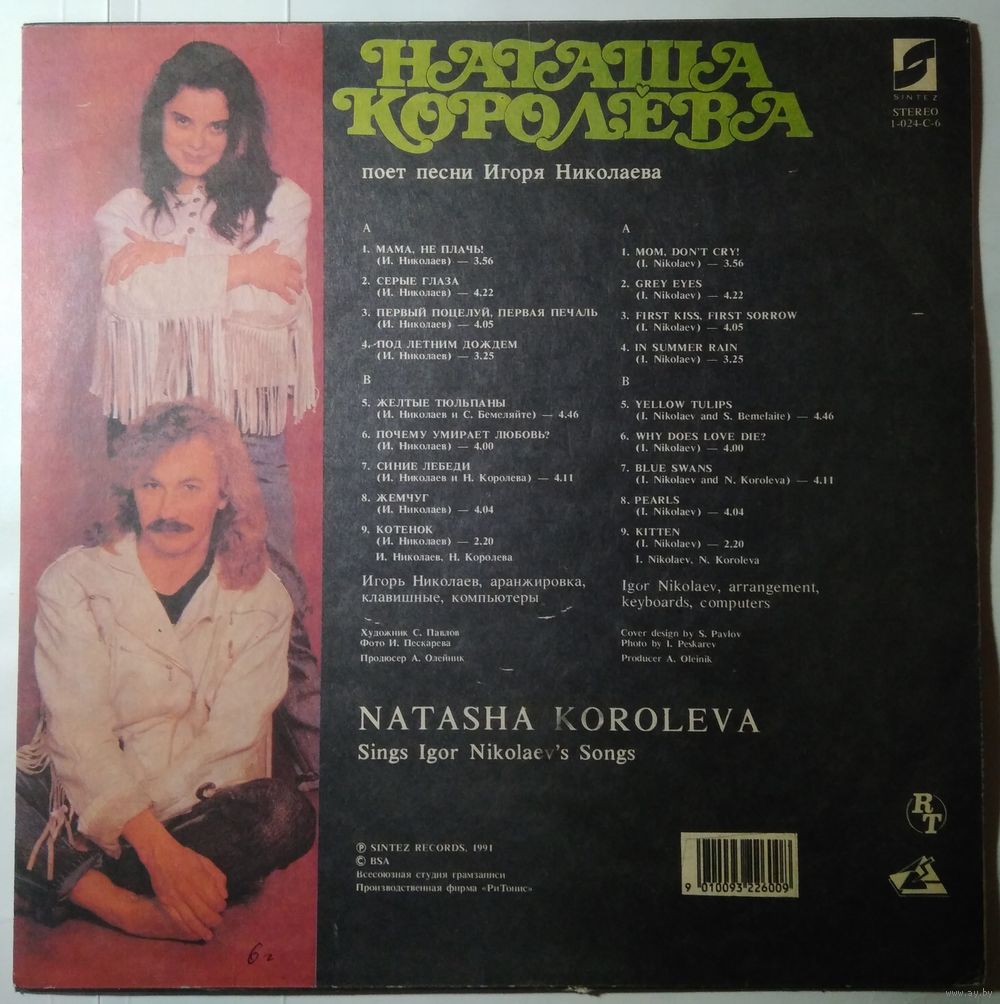 НАТАША
КОРОЛЁВА
поет песни Игоря Николаева
SINTEZ
STEREO
1-024-C-6
A
1. МАМА, НЕ ПЛАЧЬ!
(И. Николаев) — 3.56
2. СЕРЫЕ ГЛАЗА
(И. Николаев) — 4.22
3. ПЕРВЫЙ ПОЦЕЛУЙ, ПЕРВАЯ ПЕЧАЛЬ
(И. Николаев) — 4.05
4. ПОД ЛЕТНИМ ДОЖДЕМ
(И. Николаев) — 3.25
B
5. ЖЕЛТЫЕ ТЮЛЬПАНЫ
(И. Николаев и С. Бемеляйте) — 4.46
6. ПОЧЕМУ УМИРАЕТ ЛЮБОВЬ?
(И. Николаев) — 4.00
7. СИНИЕ ЛЕБЕДИ
(И. Николаев и Н. Королева) — 4.11
8. ЖЕМЧУГ
(И. Николаев) — 4.04
9. КОТЕНОК
(И. Николаев) — 2.20
И. Николаев, Н. Королева
Игорь Николаев, аранжировка,
клавишные, компьютеры
Художник С. Павлов
Фото И. Пескарева
Продюсер А. Олейник
A
1. MOM, DON'T CRY!
(I. Nikolaev) — 3.56
2. GREY EYES
(I. Nikolaev) — 4.22
3. FIRST KISS, FIRST SORROW
(I. Nikolaev) — 4.05
4. IN SUMMER RAIN
(I. Nikolaev) — 3.25
B
5. YELLOW TULIPS
(I. Nikolaev and S. Bemelaite) — 4.46
6. WHY DOES LOVE DIE?
(I. Nikolaev) — 4.00
7. BLUE SWANS
(I. Nikolaev and N. Koroleva) — 4.11
8. PEARLS
(I. Nikolaev) — 4.04
9. KITTEN
(I. Nikolaev) — 2.20
I. Nikolaev, N. Koroleva
Igor Nikolaev, arrangement,
keyboards, computers
Cover design by S. Pavlov
Photo by I. Peskarev
Producer A. Oleinik
NATASHA KOROLEVA
Sings Igor Nikolaev's Songs
℗ SINTEZ RECORDS, 1991
© BSA
Всесоюзная студия грамзаписи
Производственная фирма «РиТонис»
9 010093 226009
RT
6 г
www.ay.by